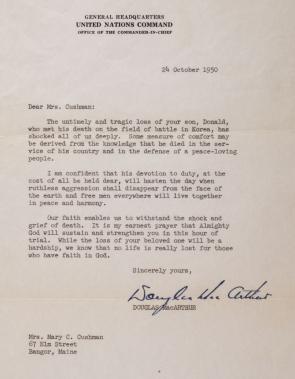 GENERAL HEADQUARTERS
UNITED NATIONS COMMAND
OFFICE OF THE COMMANDER-IN-CHIEF
24 October 1950
Dear Mrs. Cushman:
The untimely and tragic loss of your son, Donald,
who met his death on the field of battle in Korea, has
shocked all of us deeply. Some measure of comfort may
be derived from the knowledge that he died in the ser-
vice of his country and in the defense of a peace-loving
people.
I am confident that his devotion to duty, at the
cost of all he held dear, will hasten the day when
ruthless aggression shall disappear from the face of
the earth and free men everywhere will live together
in peace and harmony.
Our faith enables us to withstand the shock and
grief of death. It is my earnest prayer that Almighty
God will sustain and strengthen you in this hour of
trial. While the loss of your beloved one will be a
hardship, we know that no life is really lost for those
who have faith in God.
Sincerely yours,
Douglas MacArthur
DOUGLAS MacARTHUR
Mrs. Mary C. Cushman
67 Elm Street
Bangor, Maine